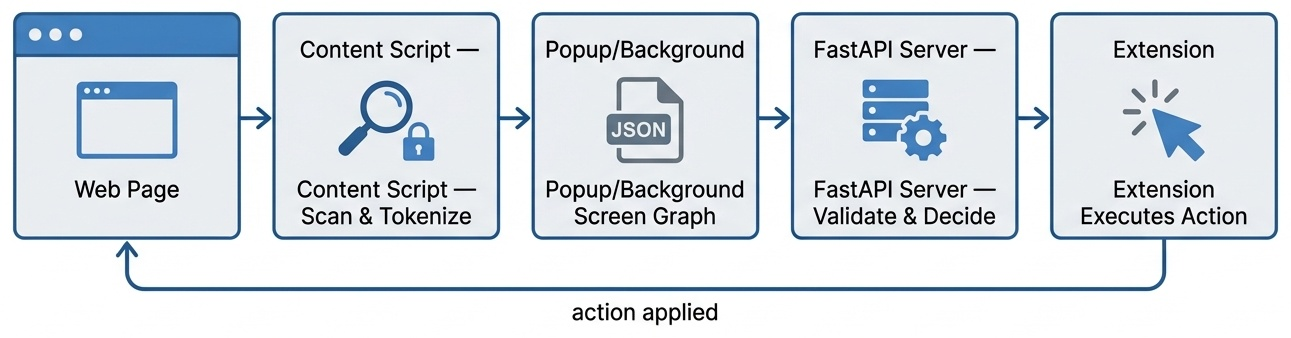 Web Page
Content Script —
Content Script —
Scan & Tokenize
Popup/Background
JSON
Popup/Background
Screen Graph
FastAPI Server —
FastAPI Server —
Validate & Decide
Extension
Extension
Executes Action
action applied